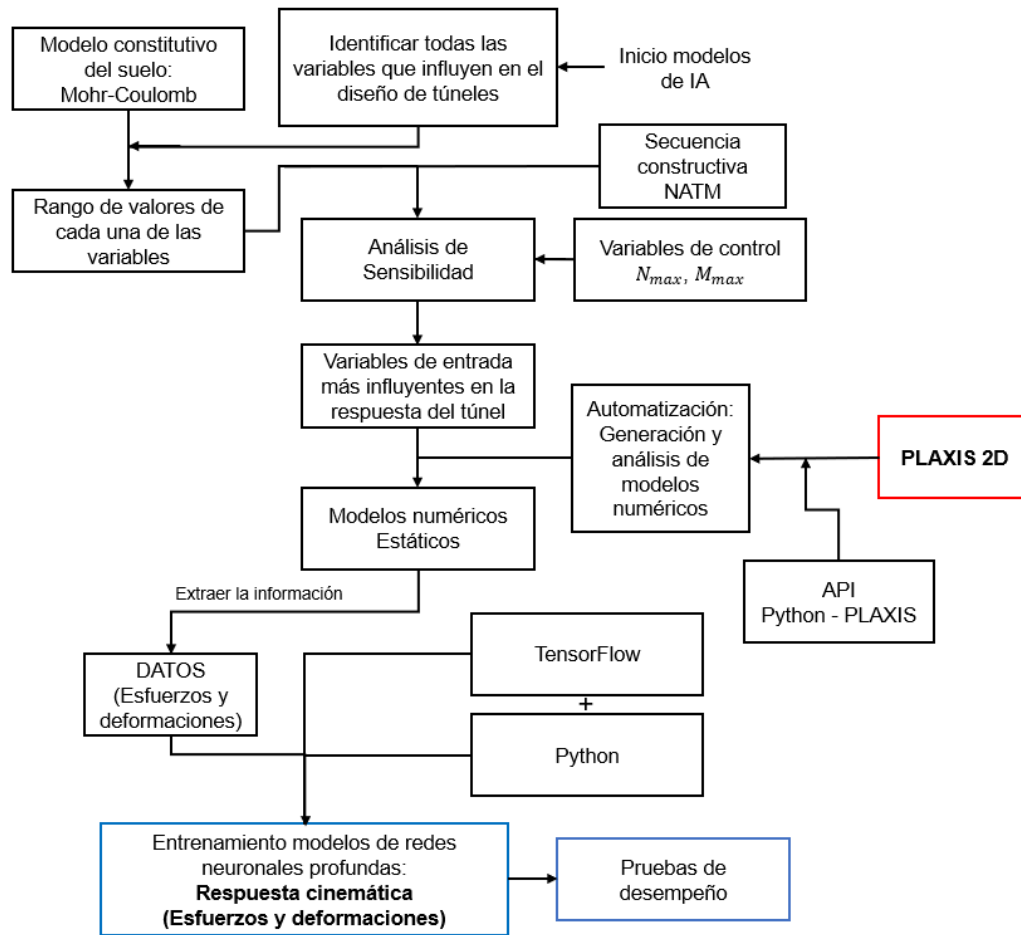 Modelo constitutivo
del suelo:
Mohr-Coulomb
Identificar todas las
variables que influyen en el
diseño de túneles
Inicio modelos
de IA
Secuencia
constructiva
NATM
Rango de valores de
cada una de las
variables
Análisis de
Sensibilidad
Variables de control
N_max, M_max
Variables de entrada
más influyentes en la
respuesta del túnel
Automatización:
Generación y
análisis de
modelos
numéricos
PLAXIS 2D
Modelos numéricos
Estáticos
API
Python - PLAXIS
Extraer la información
DATOS
(Esfuerzos y
deformaciones)
TensorFlow
+
Python
Entrenamiento modelos de redes
neuronales profundas:
Respuesta cinemática
(Esfuerzos y deformaciones)
Pruebas de
desempeño